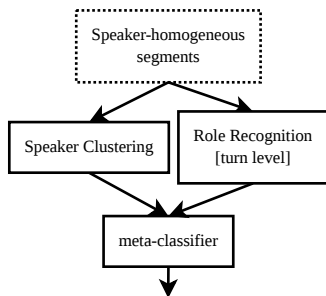 Speaker-homogeneous
segments
Speaker Clustering
Role Recognition
[turn level]
meta-classifier